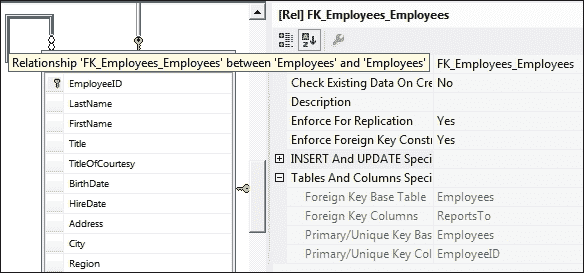 [Rel] FK_Employees_Employees
Relationship 'FK_Employees_Employees' between 'Employees' and 'Employees'
FK_Employees_Employees
EmployeeID
LastName
FirstName
Title
TitleOfCourtesy
BirthDate
HireDate
Address
City
Region
Check Existing Data On Cre No
Description
Enforce For Replication Yes
Enforce Foreign Key Constr Yes
INSERT And UPDATE Speci
Tables And Columns Speci
Foreign Key Base Table Employees
Foreign Key Columns ReportsTo
Primary/Unique Key Bas Employees
Primary/Unique Key Col EmployeeID